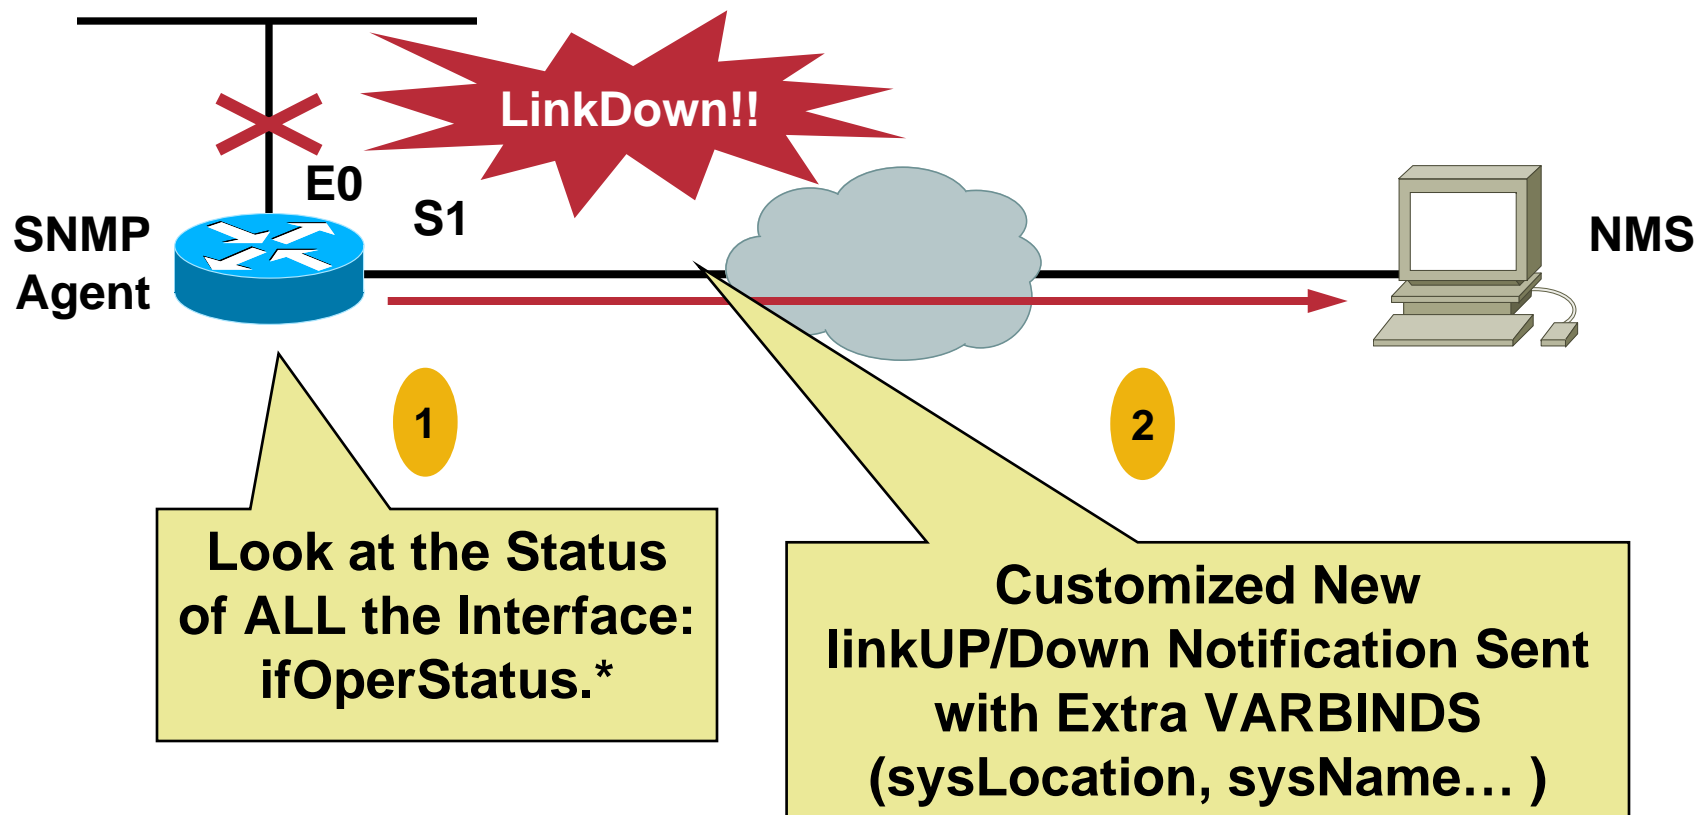 LinkDown!!
E0
S1
SNMP
Agent
NMS
1
2
Look at the Status
of ALL the Interface:
ifOperStatus.*
Customized New
linkUP/Down Notification Sent
with Extra VARBINDS
(sysLocation, sysName… )